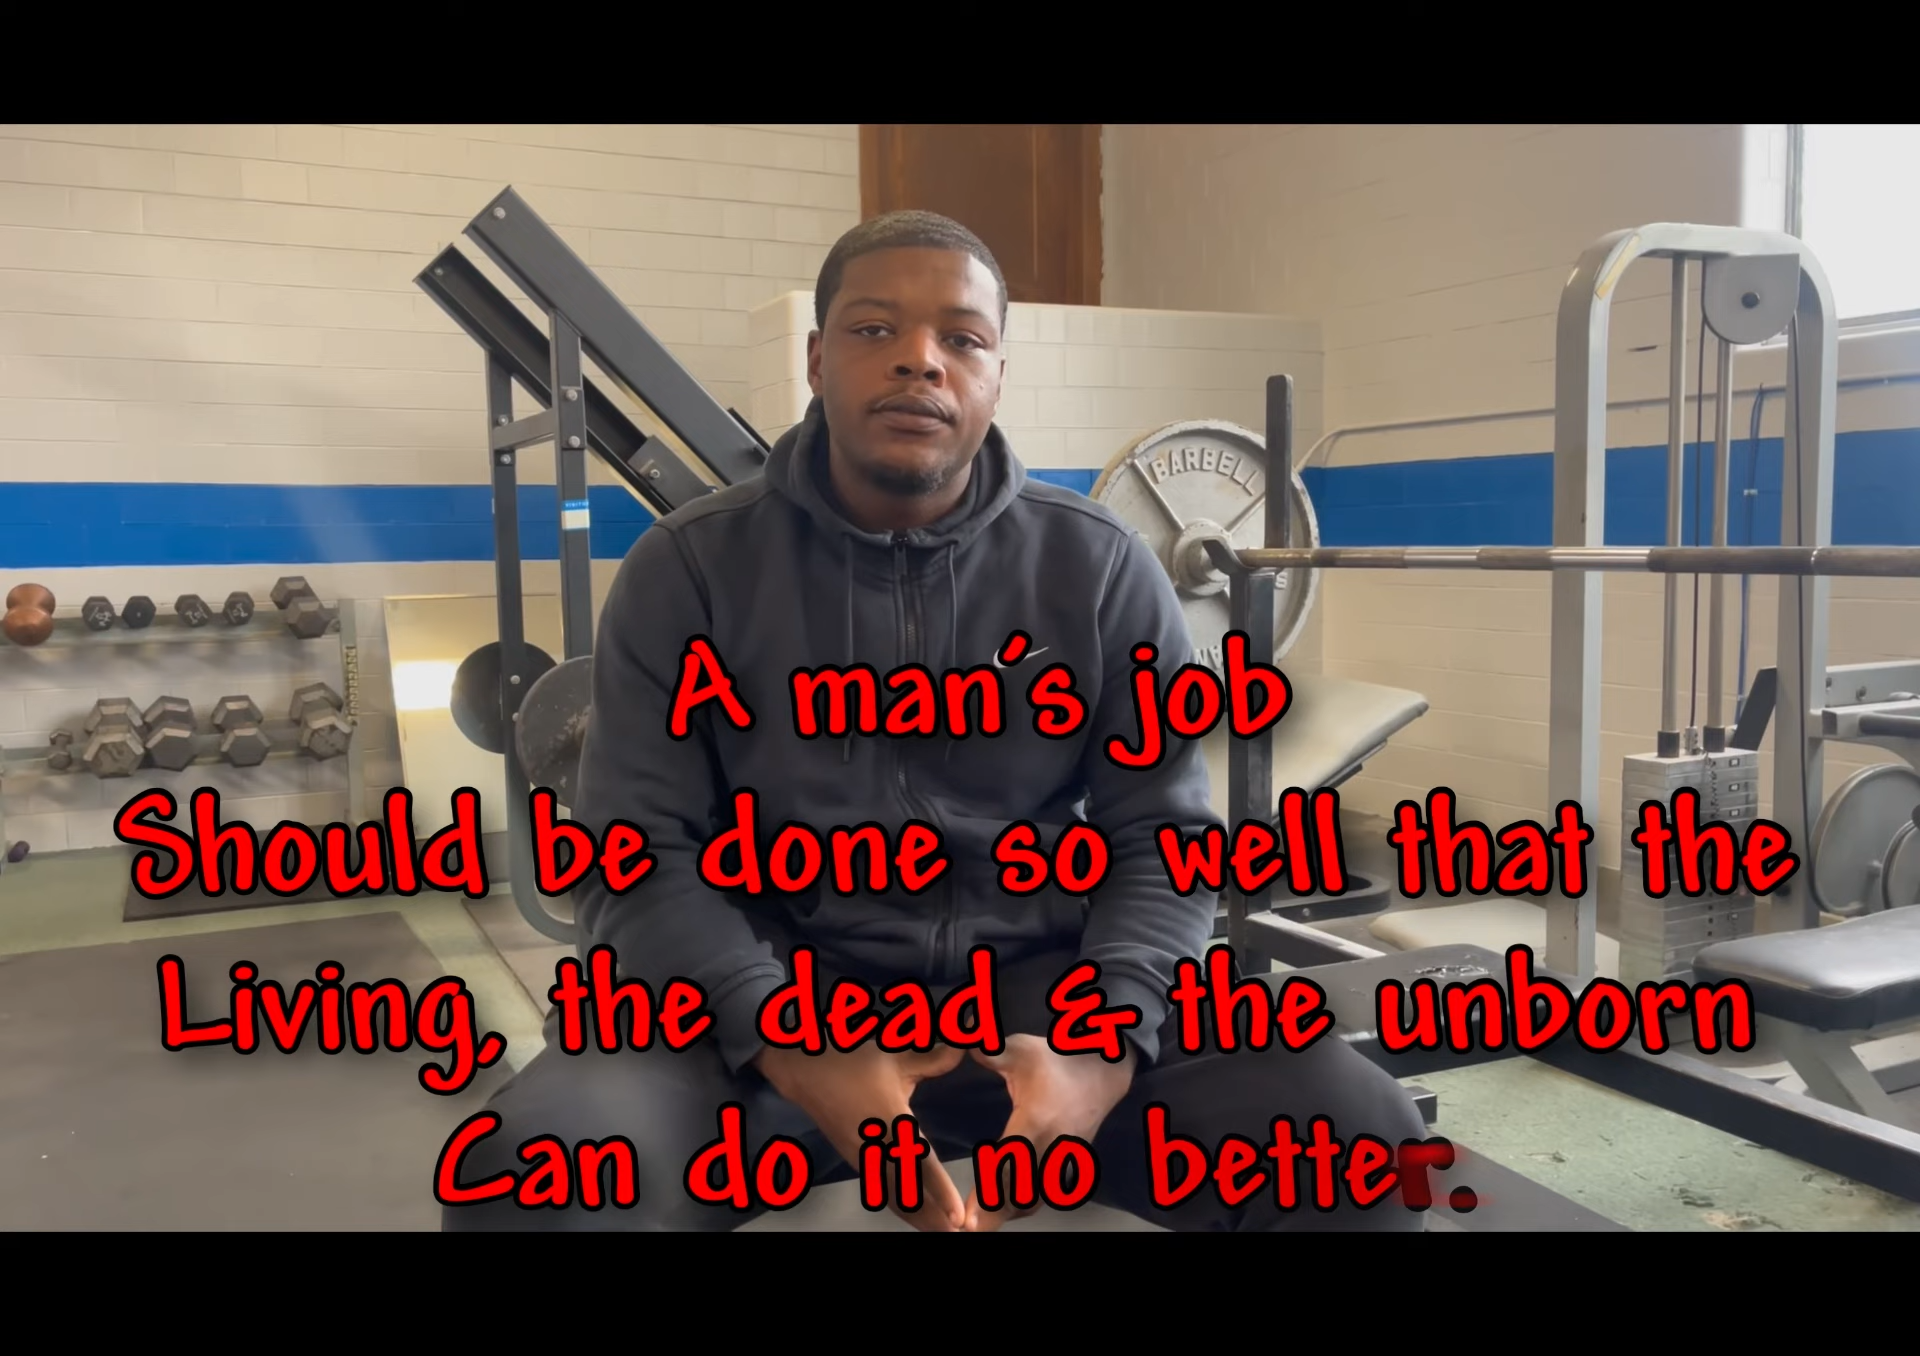 BARBELL
A man's job
Should be done so well that the
Living, the dead & the unborn
Can do it no better.